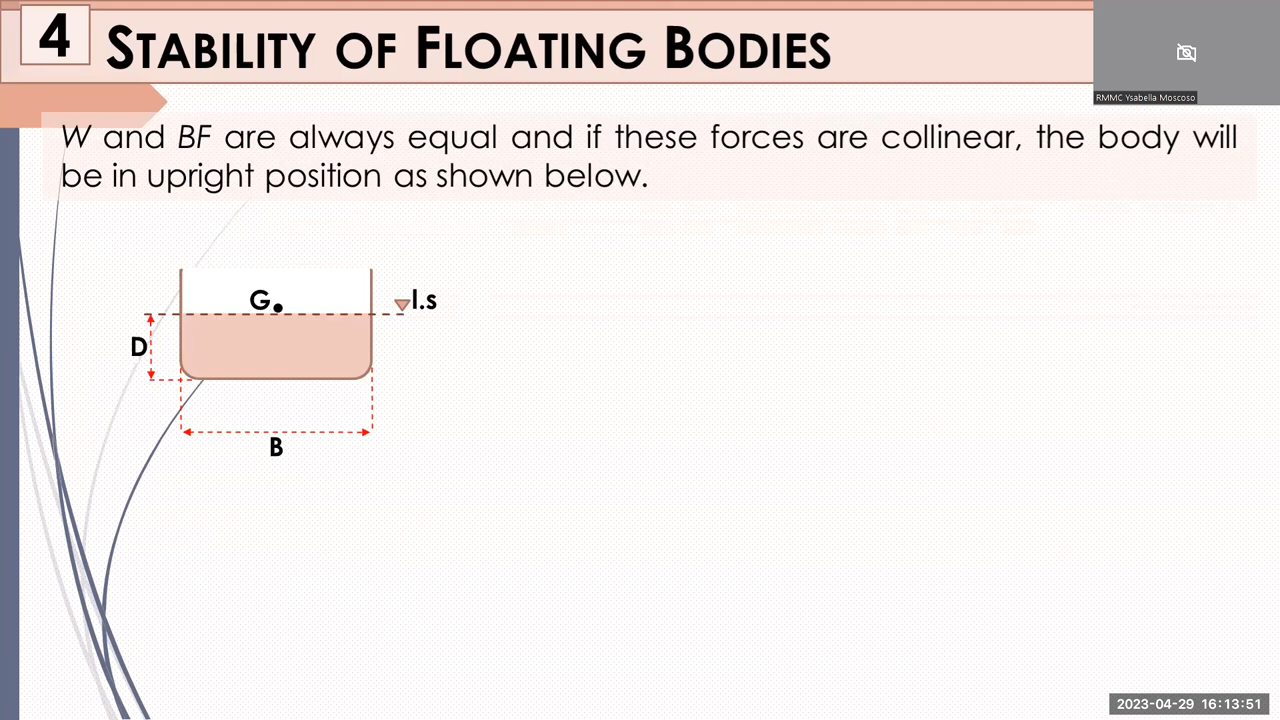 4 STABILITY OF FLOATING BODIES
RMMC Ysabella Moscoso
W and BF are always equal and if these forces are collinear, the body will
be in upright position as shown below.
G
l.s
D
B
2023-04-29 16:13:51